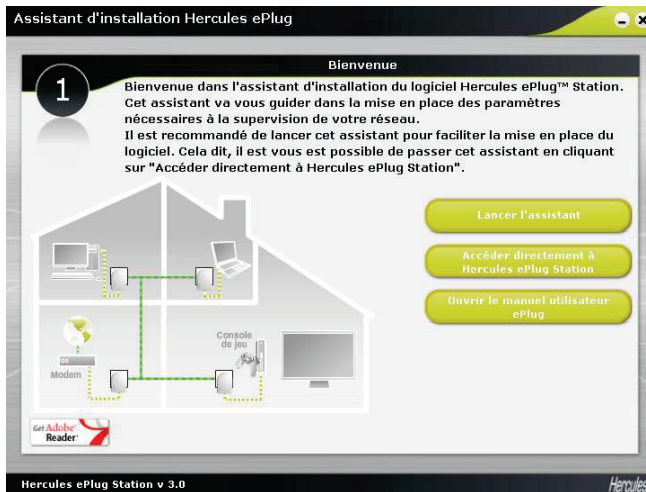 Assistant d'installation Hercules ePlug
Bienvenue
1
Bienvenue dans l'assistant d'installation du logiciel Hercules ePlug™ Station.
Cet assistant va vous guider dans la mise en place des paramètres
nécessaires à la supervision de votre réseau.
Il est recommandé de lancer cet assistant pour faciliter la mise en place du
logiciel. Cela dit, il est vous est possible de passer cet assistant en cliquant
sur "Accéder directement à Hercules ePlug Station".
Lancer l'assistant
Accéder directement à
Hercules ePlug Station
Ouvrir le manuel utilisateur
ePlug
Console
de jeu
Modem
Get Adobe®
Reader®
Hercules ePlug Station v 3.0
Hercules